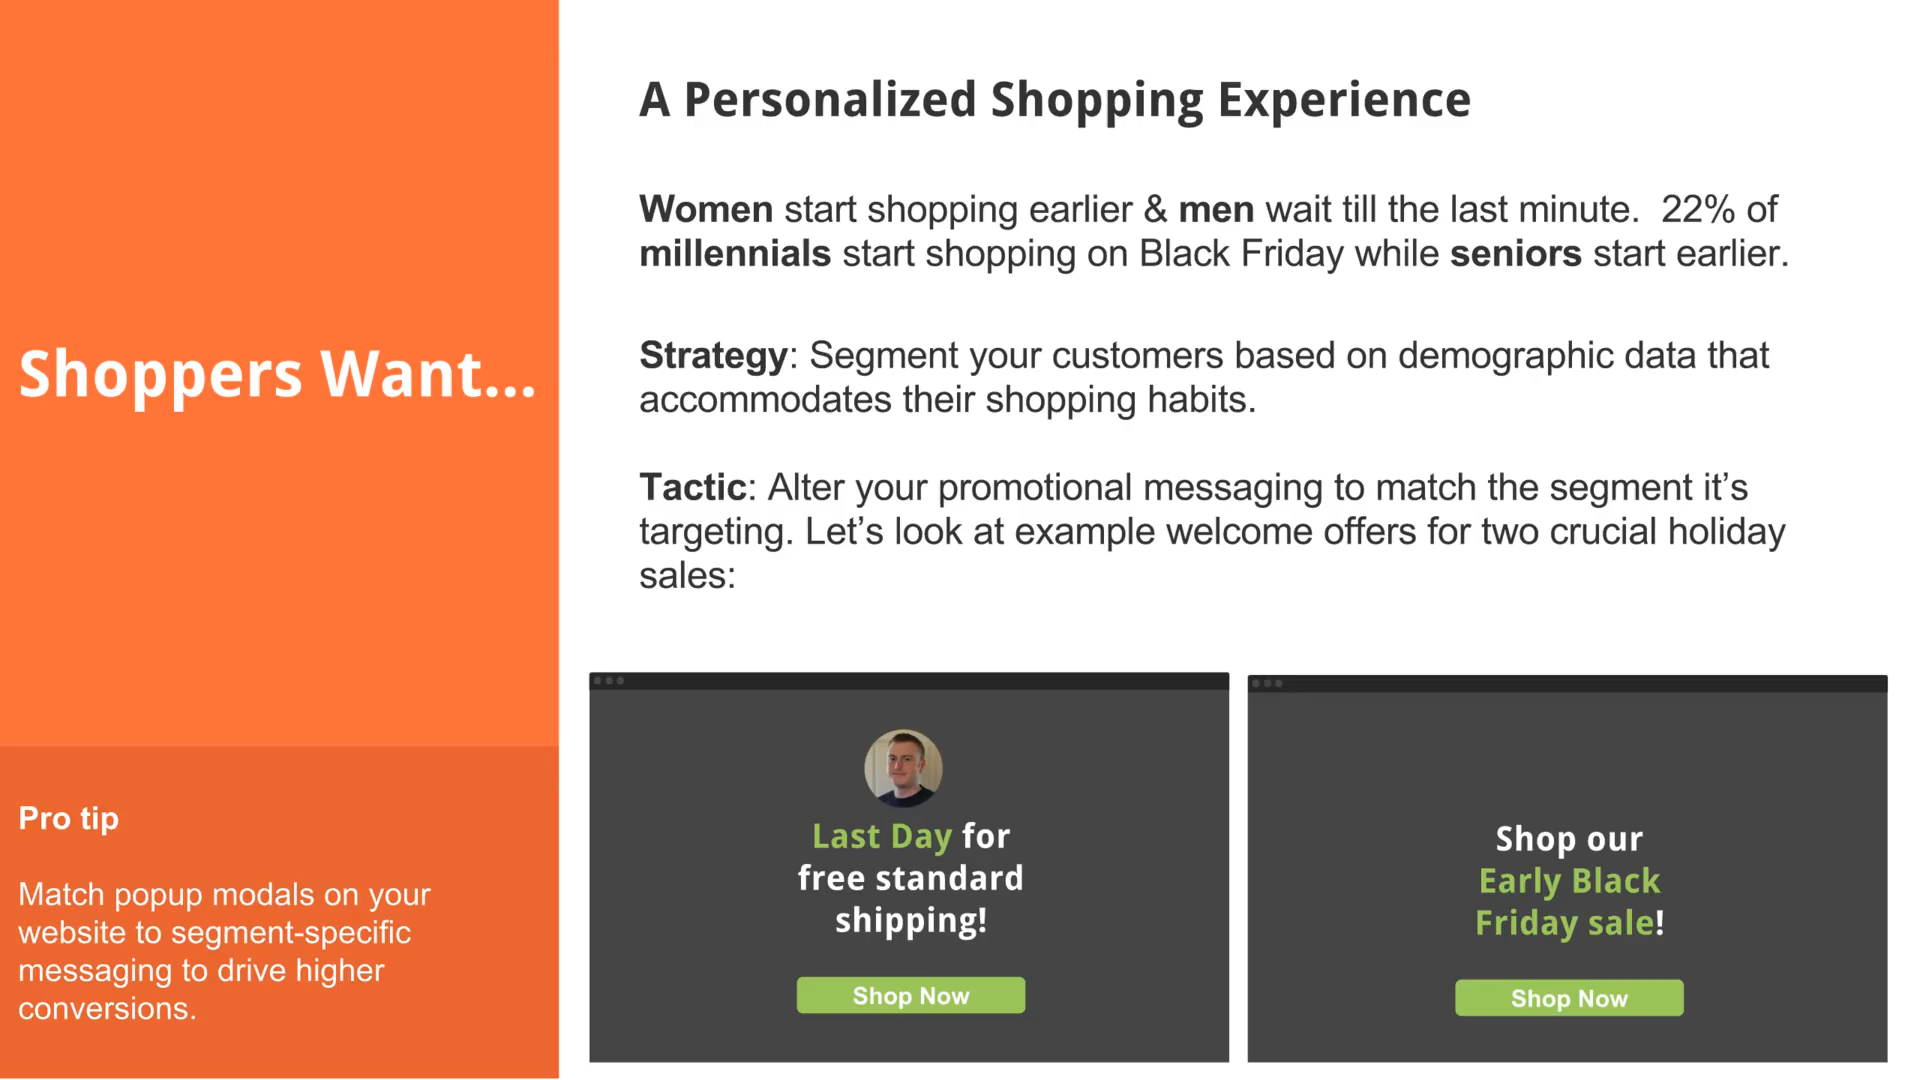 Shoppers Want...
Pro tip
Match popup modals on your
website to segment-specific
messaging to drive higher
conversions.
A Personalized Shopping Experience
Women start shopping earlier & men wait till the last minute.  22% of
millennials start shopping on Black Friday while seniors start earlier.
Strategy: Segment your customers based on demographic data that
accommodates their shopping habits.
Tactic: Alter your promotional messaging to match the segment it’s
targeting. Let’s look at example welcome offers for two crucial holiday
sales:
Last Day for
free standard
shipping!
Shop Now
Shop our
Early Black
Friday sale!
Shop Now